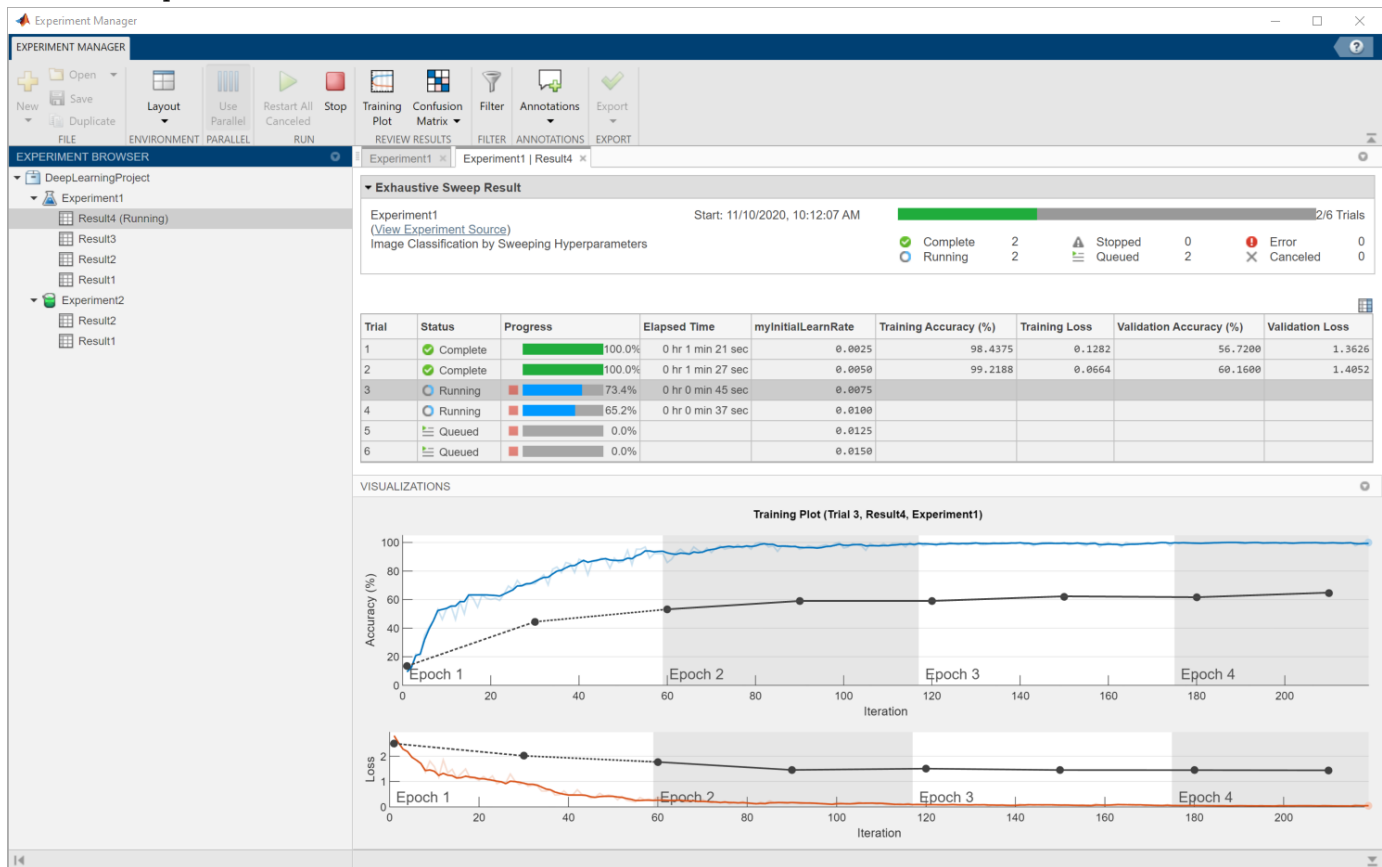 Experiment Manager
EXPERIMENT MANAGER
?
New
Open
Save
Duplicate
Layout
Use Parallel
Restart All Canceled
Stop
Training Plot
Confusion Matrix
Filter
Annotations
Export
FILE ENVIRONMENT PARALLEL RUN REVIEW RESULTS FILTER ANNOTATIONS EXPORT
EXPERIMENT BROWSER
DeepLearningProject
Experiment1
Result4 (Running)
Result3
Result2
Result1
Experiment2
Result2
Result1
Experiment1 × Experiment1 | Result4 ×
Exhaustive Sweep Result
Experiment1 Start: 11/10/2020, 10:12:07 AM 2/6 Trials
(View Experiment Source)
Image Classification by Sweeping Hyperparameters
Complete 2 Stopped 0 Error 0
Running 2 Queued 2 Canceled 0
Trial Status Progress Elapsed Time myInitialLearnRate Training Accuracy (%) Training Loss Validation Accuracy (%) Validation Loss
1 Complete 100.0% 0 hr 1 min 21 sec 0.0025 98.4375 0.1282 56.7200 1.3626
2 Complete 100.0% 0 hr 1 min 27 sec 0.0050 99.2188 0.0664 60.1600 1.4052
3 Running 73.4% 0 hr 0 min 45 sec 0.0075
4 Running 65.2% 0 hr 0 min 37 sec 0.0100
5 Queued 0.0% 0.0125
6 Queued 0.0% 0.0150
VISUALIZATIONS
Training Plot (Trial 3, Result4, Experiment1)
Accuracy (%)
100
80
60
40
20
0
Epoch 1 Epoch 2 Epoch 3 Epoch 4
0 20 40 60 80 100 120 140 160 180 200
Iteration
Loss
2
1
0
Epoch 1 Epoch 2 Epoch 3 Epoch 4
0 20 40 60 80 100 120 140 160 180 200
Iteration